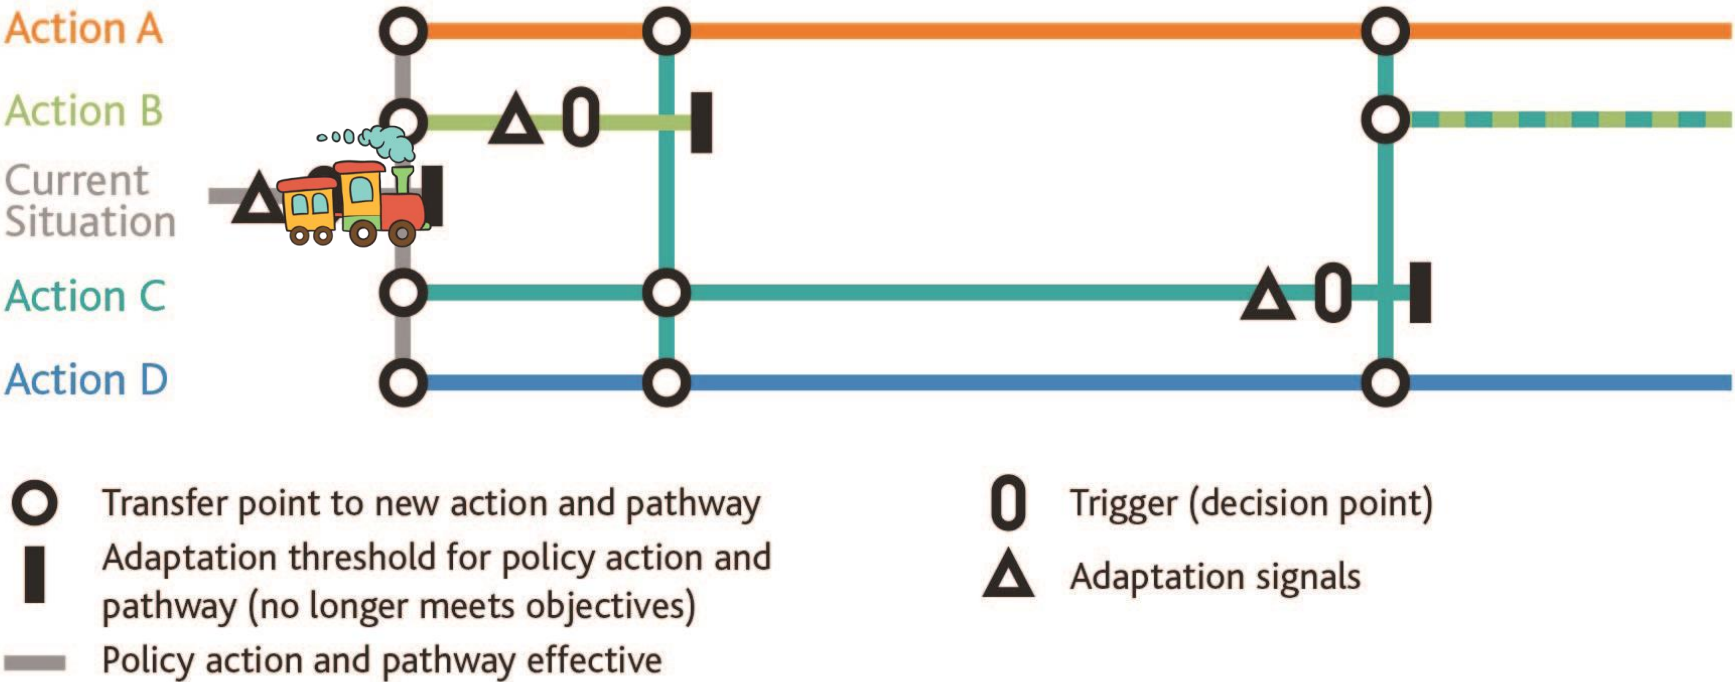 Action A
Action B
Current
Situation
Action C
Action D
Transfer point to new action and pathway
Adaptation threshold for policy action and
pathway (no longer meets objectives)
Policy action and pathway effective
Trigger (decision point)
Adaptation signals